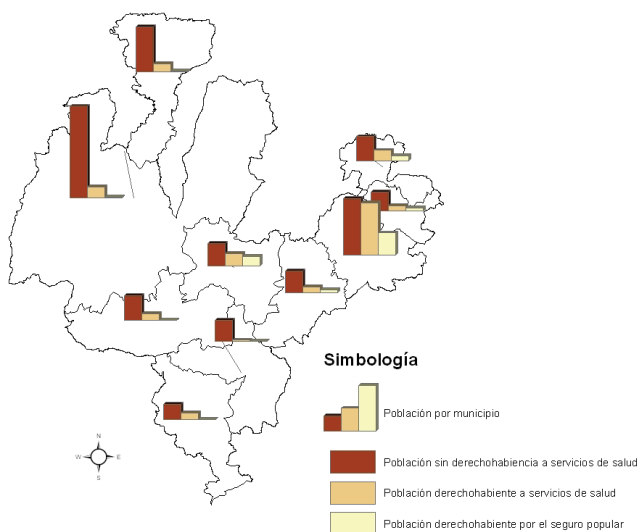 Simbología
Población por municipio
Población sin derechohabiencia a servicios de salud
Población derechohabiente a servicios de salud
Población derechohabiente por el seguro popular
N
W E
S